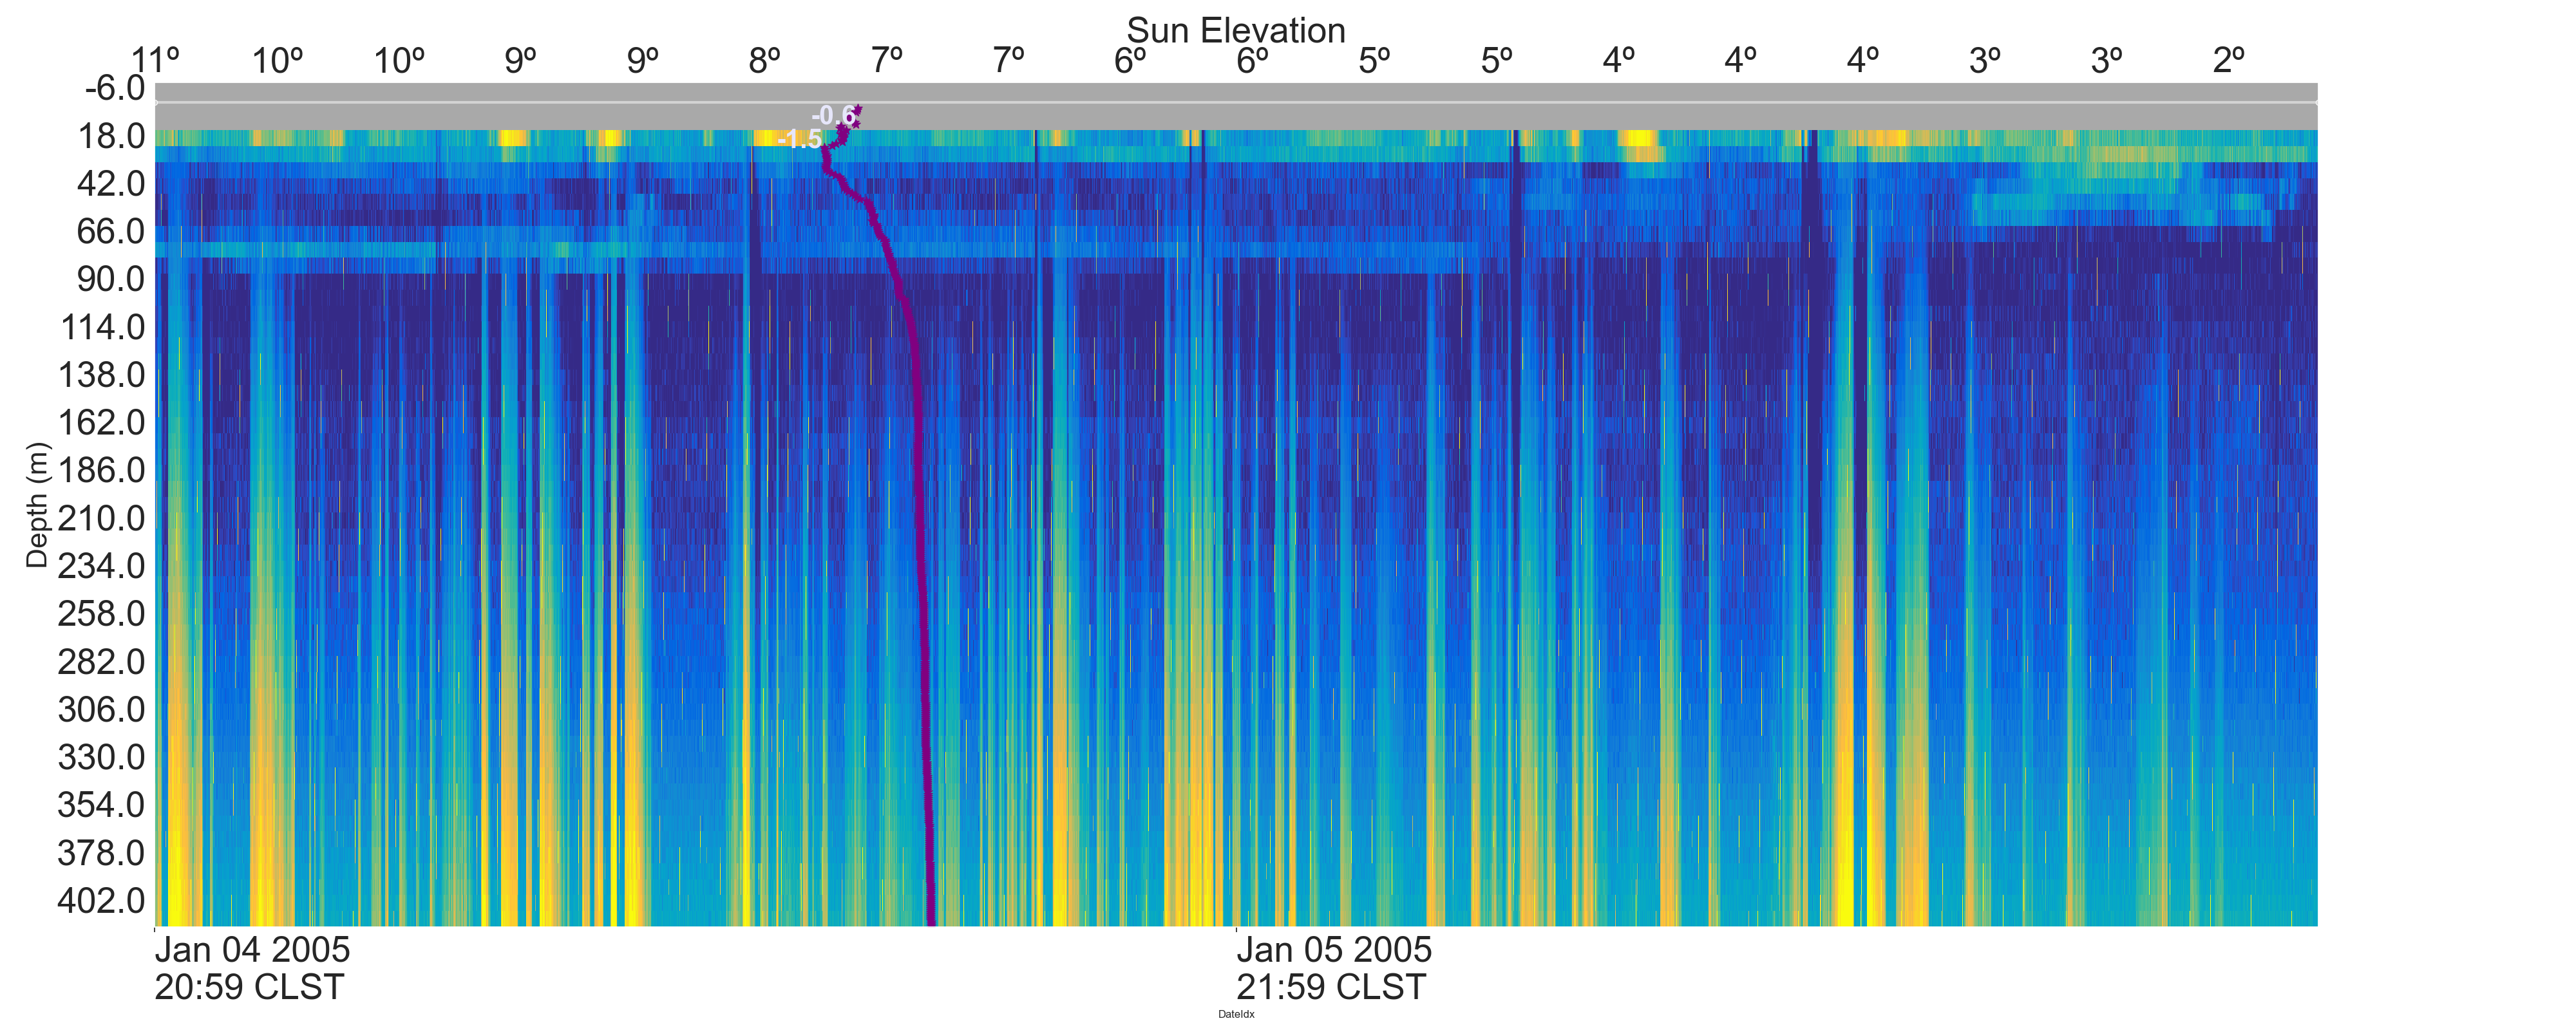 Sun Elevation
11º 10º 10º 9º 9º 8º 7º 7º 6º 6º 5º 5º 4º 4º 4º 3º 3º 2º
-6.0
-0.6
18.0
-1.5
42.0
66.0
90.0
114.0
138.0
162.0
186.0
210.0
234.0
258.0
282.0
306.0
330.0
354.0
378.0
402.0
Depth (m)
Jan 04 2005
20:59 CLST
Jan 05 2005
21:59 CLST
DateIdx